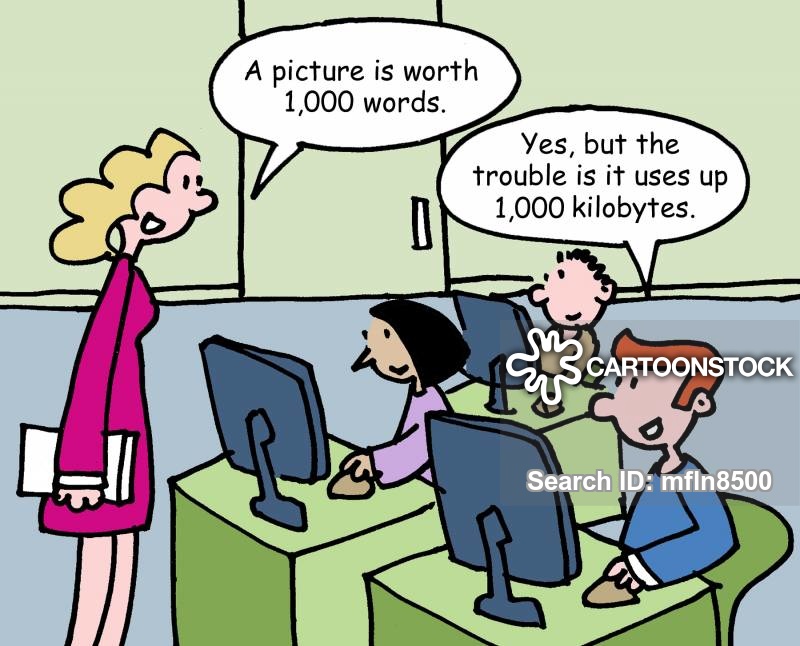 A picture is worth
1,000 words.
Yes, but the
trouble is it uses up
1,000 kilobytes.
CARTOONSTOCK
Search ID: mfln8500